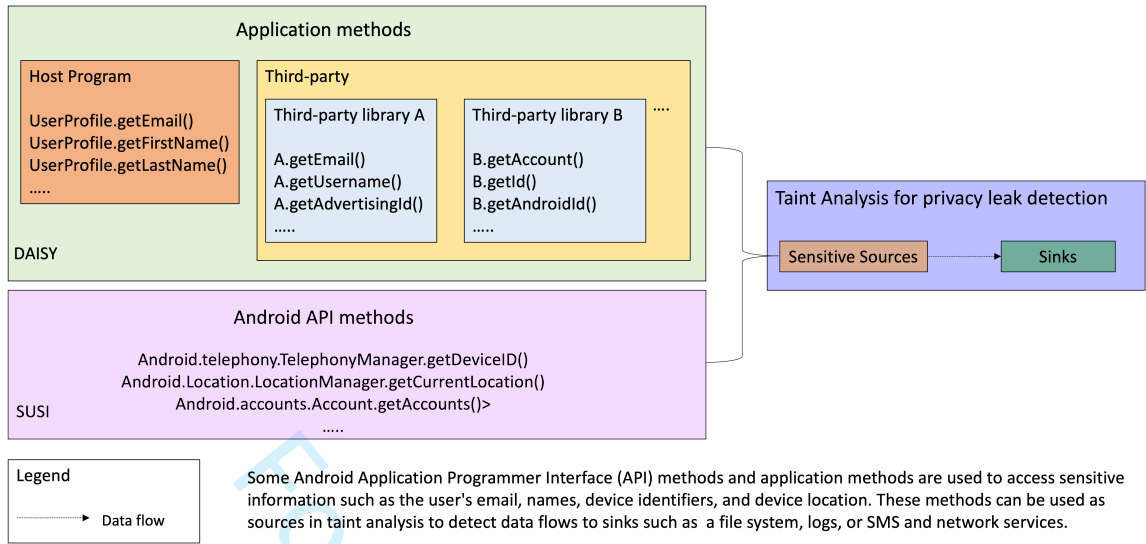 Application methods
Host Program
UserProfile.getEmail()
UserProfile.getFirstName()
UserProfile.getLastName()
.....
Third-party
Third-party library A
A.getEmail()
A.getUsername()
A.getAdvertisingId()
.....
Third-party library B
B.getAccount()
B.getId()
B.getAndroidId()
.....
....
DAISY
Android API methods
Android.telephony.TelephonyManager.getDeviceID()
Android.Location.LocationManager.getCurrentLocation()
Android.accounts.Account.getAccounts()>
.....
SUSI
Taint Analysis for privacy leak detection
Sensitive Sources
Sinks
Legend
Data flow
Some Android Application Programmer Interface (API) methods and application methods are used to access sensitive
information such as the user's email, names, device identifiers, and device location. These methods can be used as
sources in taint analysis to detect data flows to sinks such as  a file system, logs, or SMS and network services.